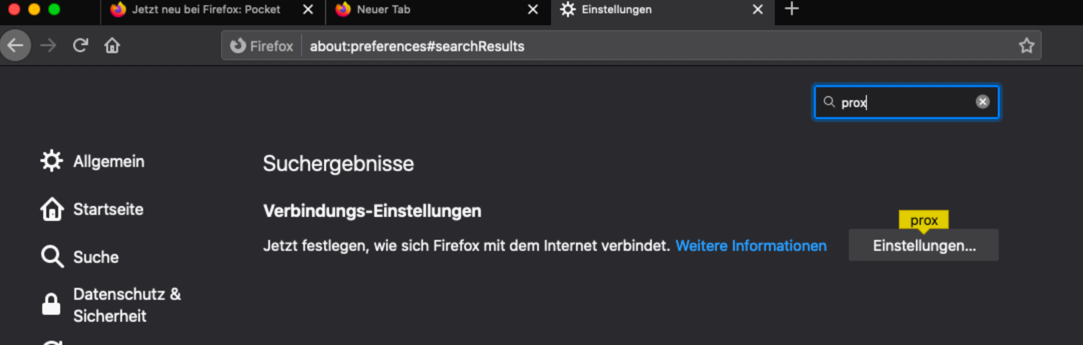 Jetzt neu bei Firefox: Pocket
Neuer Tab
Einstellungen
Firefox
about:preferences#searchResults
prox
Allgemein
Suchergebnisse
Startseite
Verbindungs-Einstellungen
prox
Jetzt festlegen, wie sich Firefox mit dem Internet verbindet. Weitere Informationen
Einstellungen...
Suche
Datenschutz &
Sicherheit